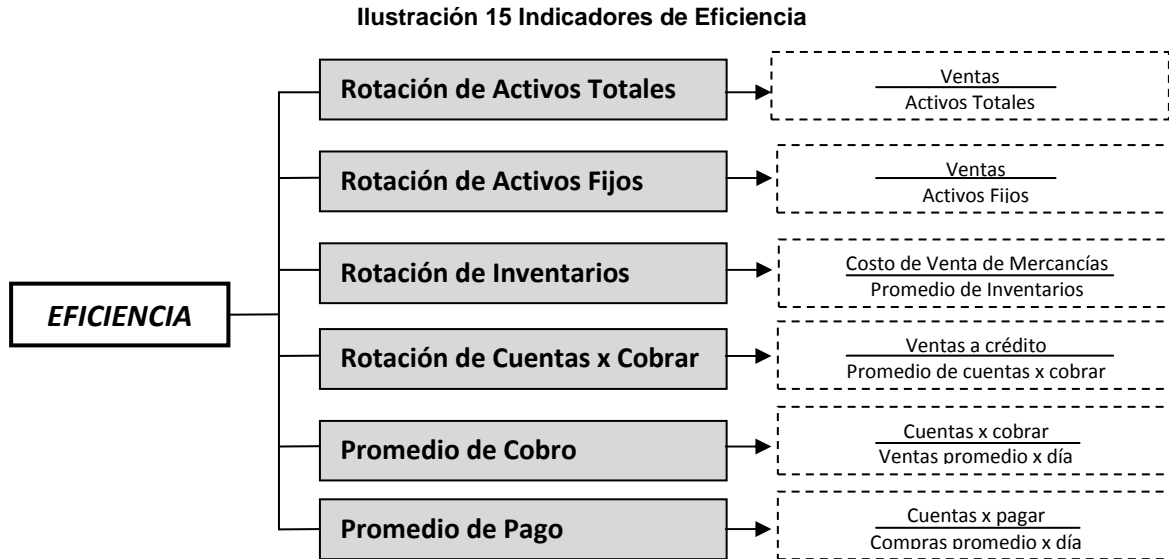 Ilustración 15 Indicadores de Eficiencia
Rotación de Activos Totales
Ventas
Activos Totales
Rotación de Activos Fijos
Ventas
Activos Fijos
Rotación de Inventarios
Costo de Venta de Mercancías
Promedio de Inventarios
EFICIENCIA
Rotación de Cuentas x Cobrar
Ventas a crédito
Promedio de cuentas x cobrar
Promedio de Cobro
Cuentas x cobrar
Ventas promedio x día
Promedio de Pago
Cuentas x pagar
Compras promedio x día